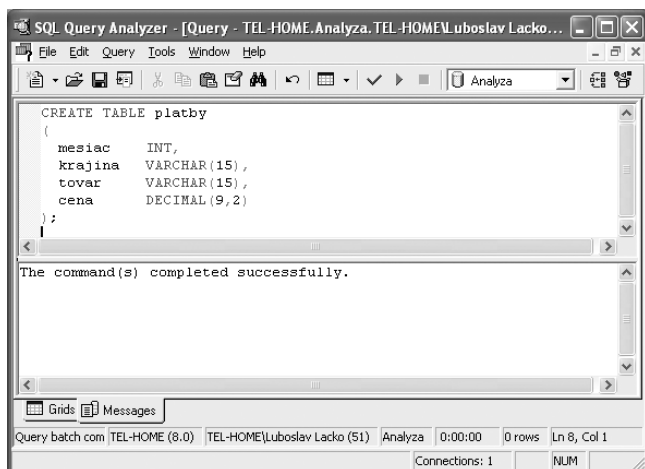 SQL Query Analyzer - [Query - TEL-HOME.Analyza.TEL-HOME\Luboslav Lacko...
File Edit Query Tools Window Help
Analyza
CREATE TABLE platby
(
mesiac INT,
krajina VARCHAR(15),
tovar VARCHAR(15),
cena DECIMAL(9,2)
);
The command(s) completed successfully.
Grids Messages
Query batch com TEL-HOME (8.0) TEL-HOME\Luboslav Lacko (51) Analyza 0:00:00 0 rows Ln 8, Col 1
Connections: 1 NUM